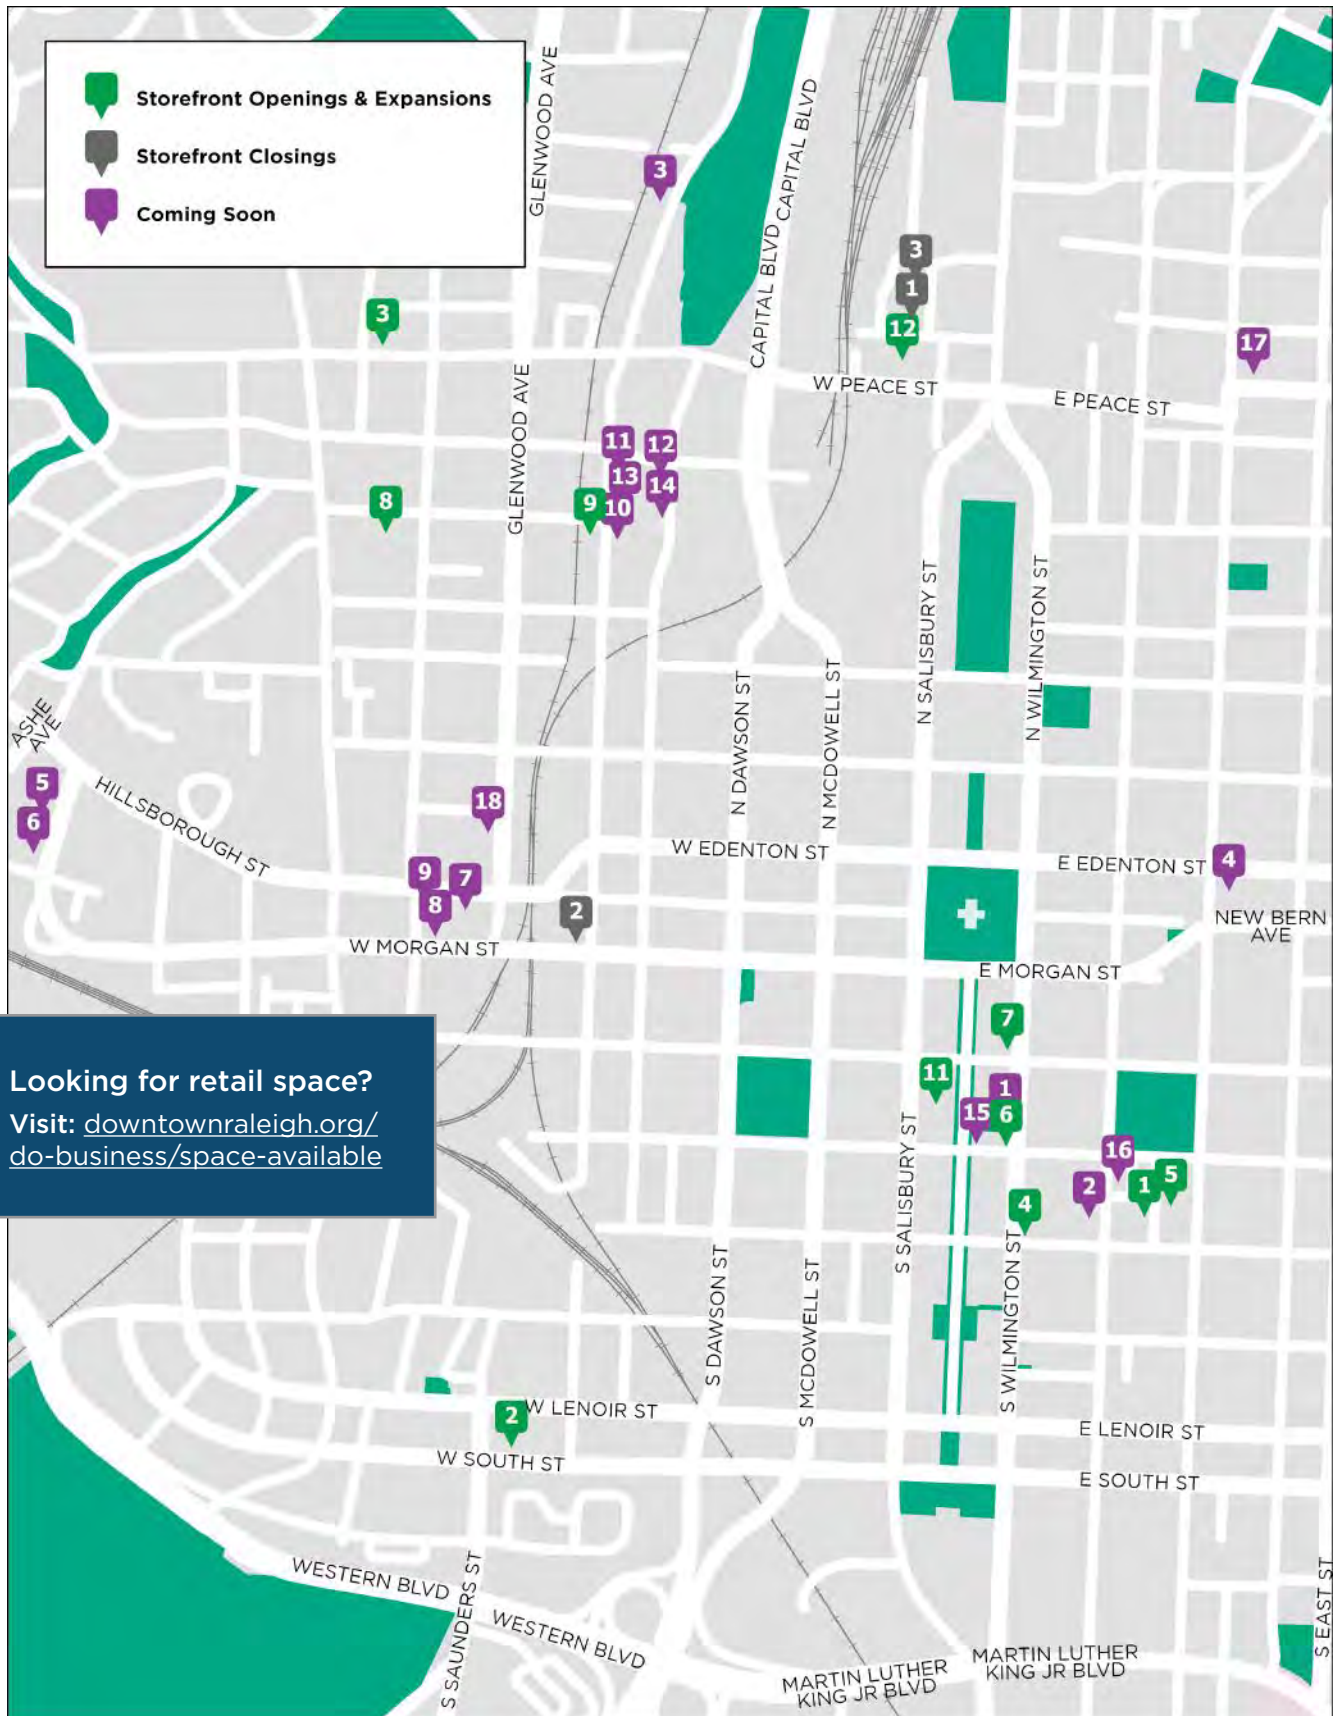 Storefront Openings & Expansions
Storefront Closings
Coming Soon
GLENWOOD AVE
CAPITAL BLVD
CAPITAL BLVD
3
3
1
12
3
17
CAPITAL BLVD
W PEACE ST
E PEACE ST
GLENWOOD AVE
11
12
13
14
8
9
10
N SALISBURY ST
N WILMINGTON ST
ASHE
AVE
N DAWSON ST
N MCDOWELL ST
5
6
HILLSBOROUGH ST
18
W EDENTON ST
E EDENTON ST
4
9
7
8
2
NEW BERN
AVE
W MORGAN ST
E MORGAN ST
7
11
1
15
6
Looking for retail space?
Visit: downtownraleigh.org/
do-business/space-available
16
2
1
5
4
S SALISBURY ST
S DAWSON ST
S MCDOWELL ST
S WILMINGTON ST
2
W LENOIR ST
E LENOIR ST
W SOUTH ST
E SOUTH ST
WESTERN BLVD
S SAUNDERS ST
WESTERN BLVD
MARTIN LUTHER
KING JR BLVD
MARTIN LUTHER
KING JR BLVD
S EAST ST